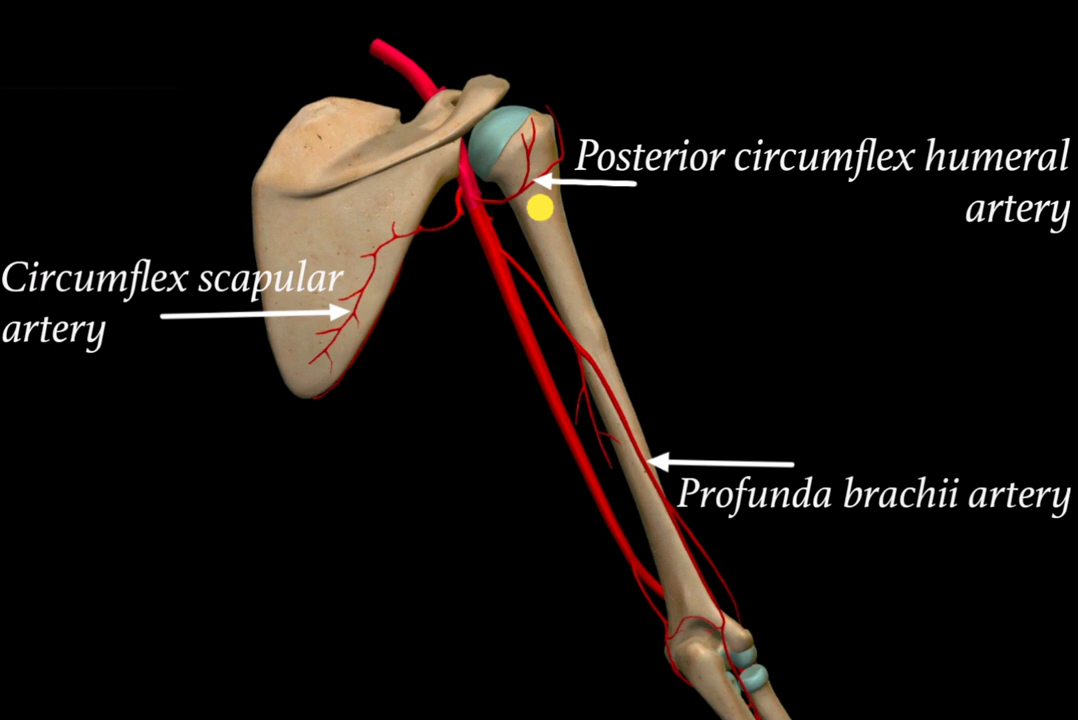 Posterior circumflex humeral
artery
Circumflex scapular
artery
Profunda brachii artery